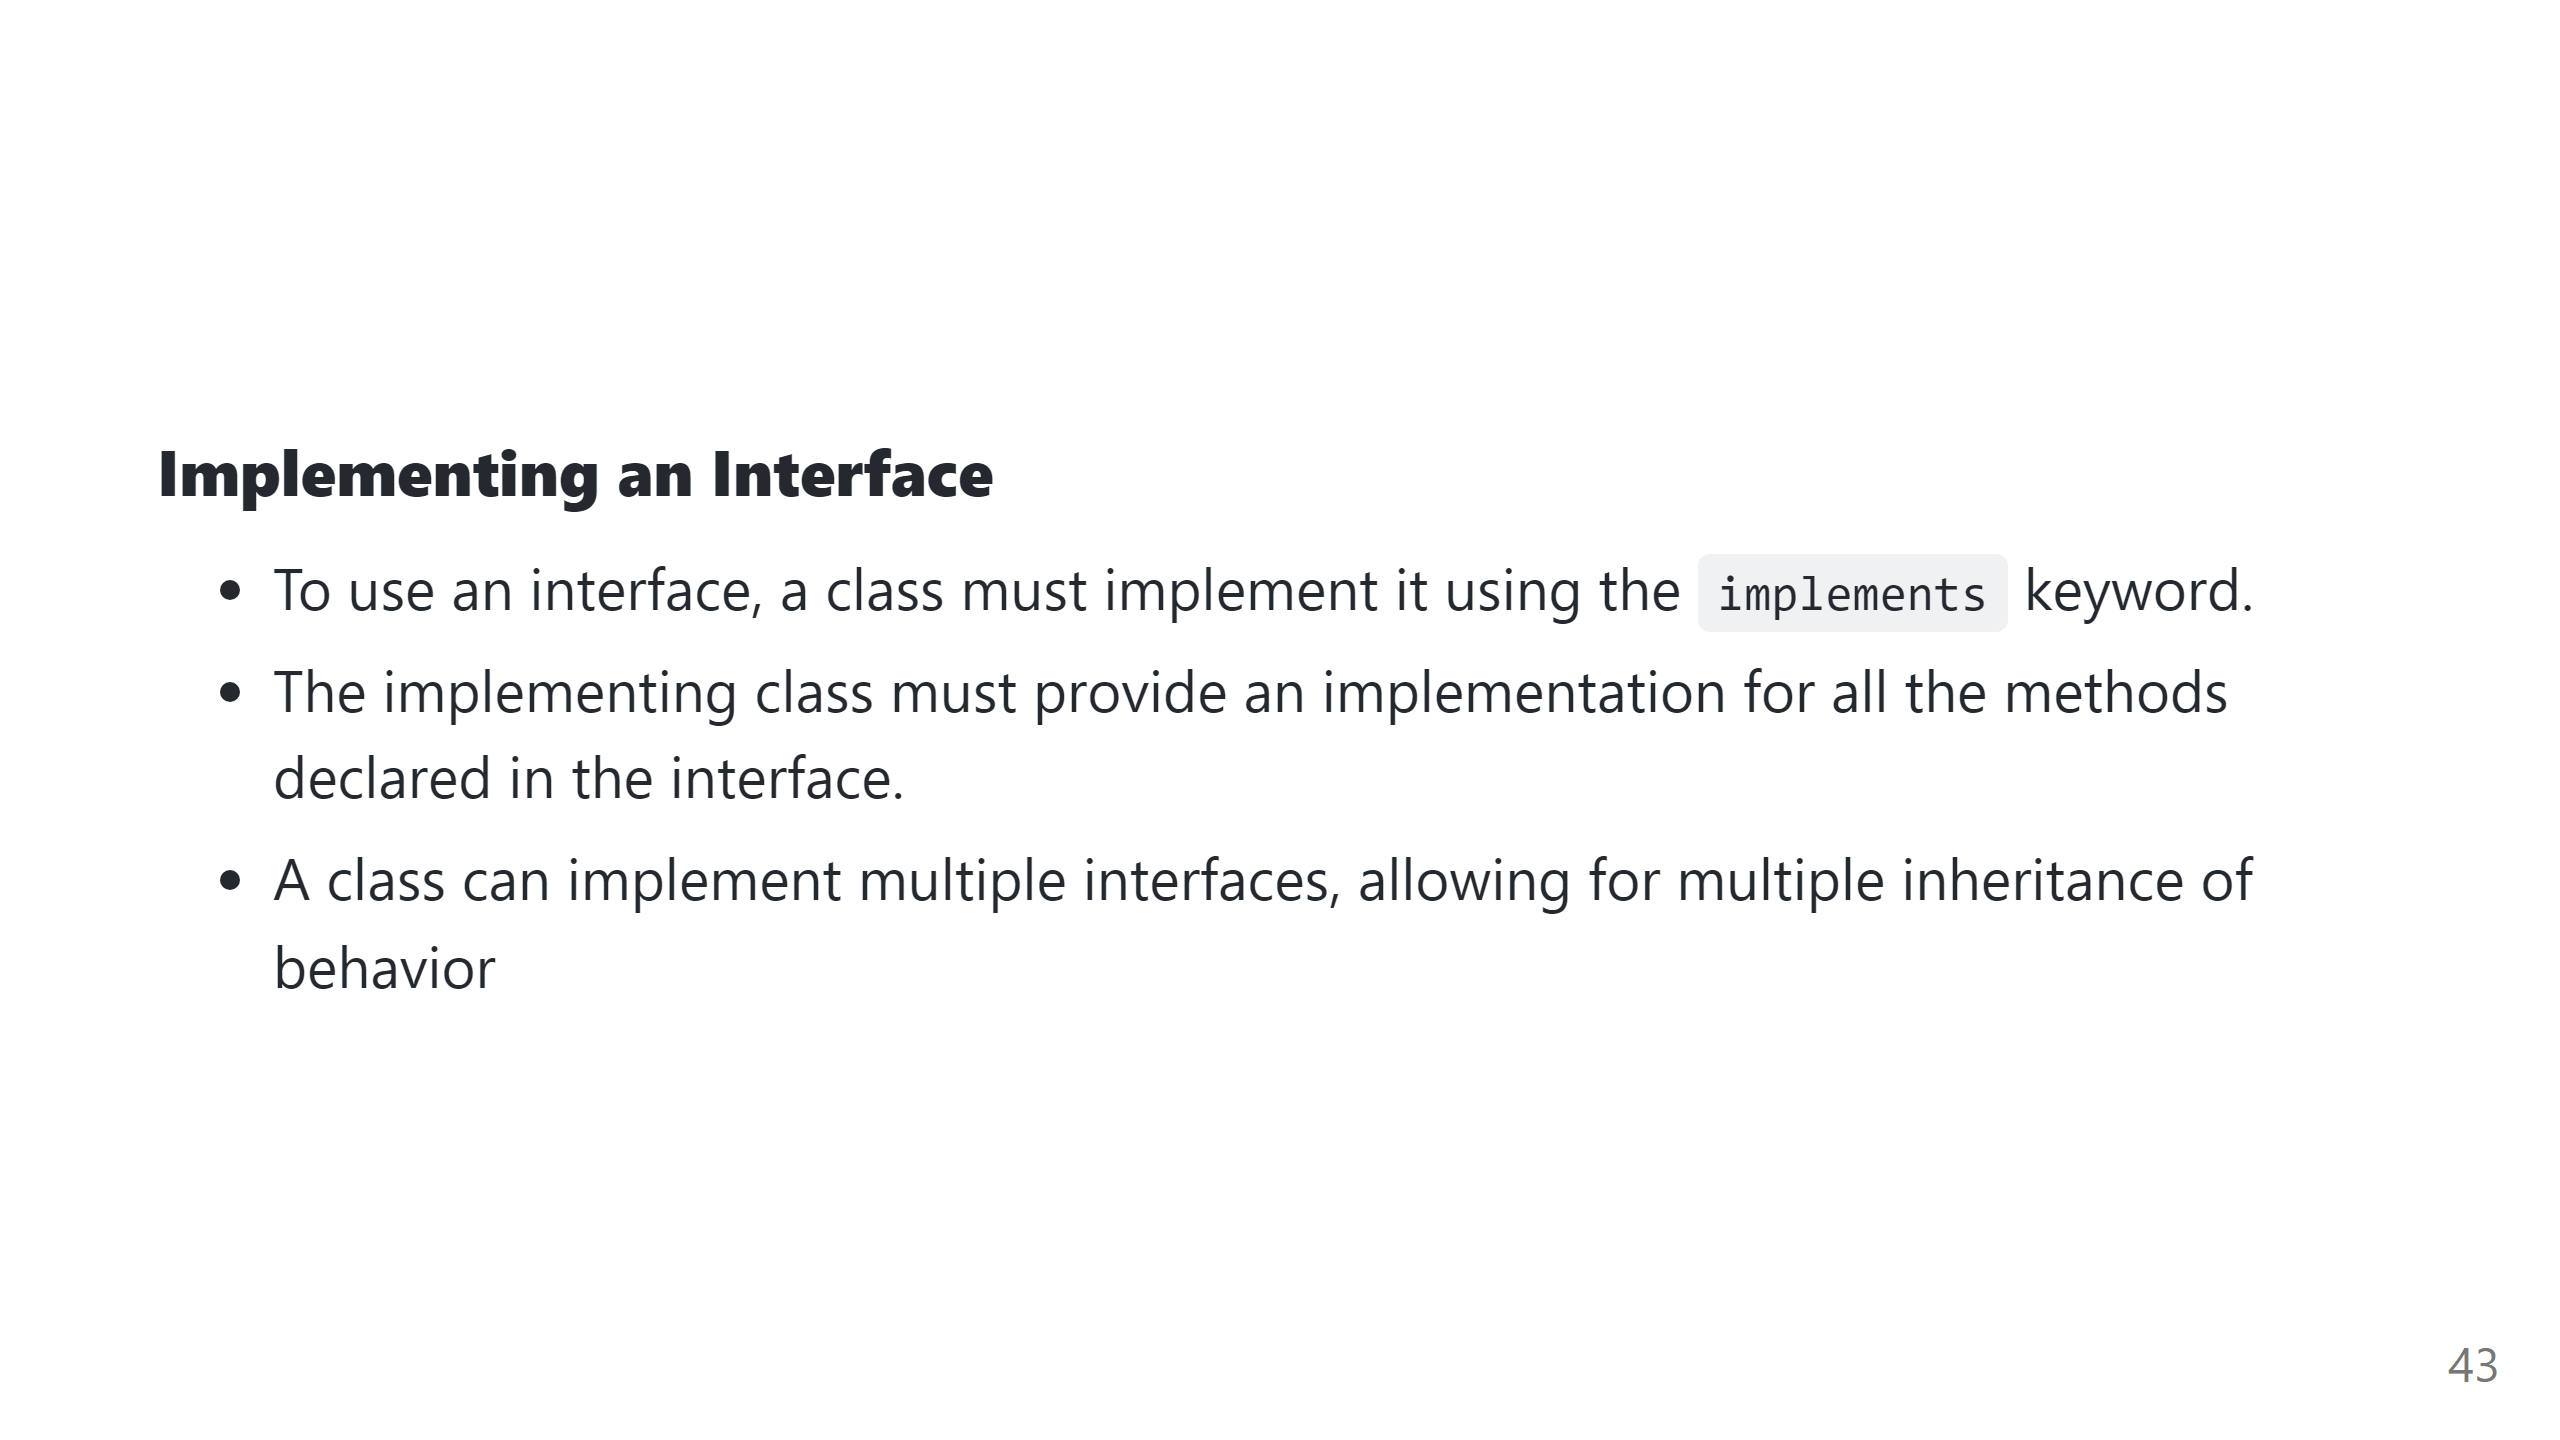 Implementing an Interface
• To use an interface, a class must implement it using the implements keyword.
• The implementing class must provide an implementation for all the methods
declared in the interface.
• A class can implement multiple interfaces, allowing for multiple inheritance of
behavior
43